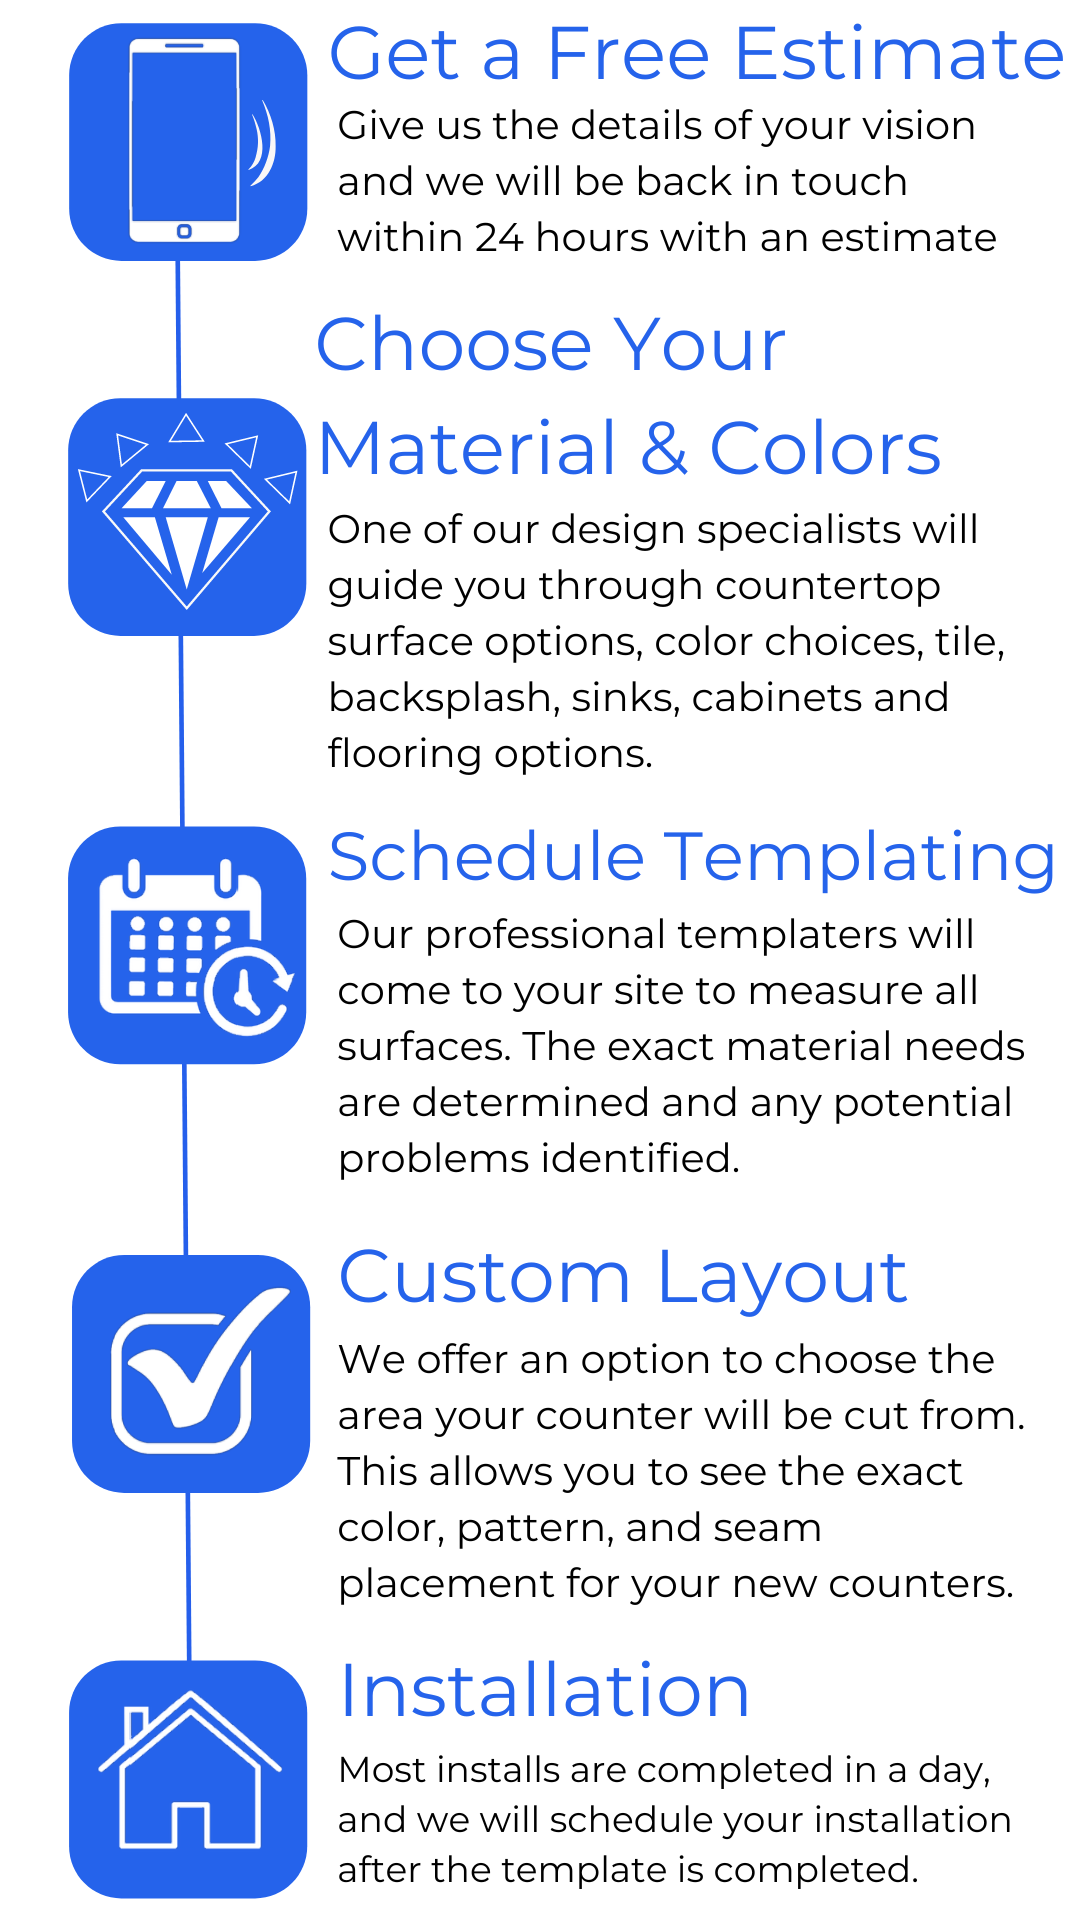 Get a Free Estimate
Give us the details of your vision
and we will be back in touch
within 24 hours with an estimate
Choose Your
Material & Colors
One of our design specialists will
guide you through countertop
surface options, color choices, tile,
backsplash, sinks, cabinets and
flooring options.
Schedule Templating
Our professional templaters will
come to your site to measure all
surfaces. The exact material needs
are determined and any potential
problems identified.
Custom Layout
We offer an option to choose the
area your counter will be cut from.
This allows you to see the exact
color, pattern, and seam
placement for your new counters.
Installation
Most installs are completed in a day,
and we will schedule your installation
after the template is completed.